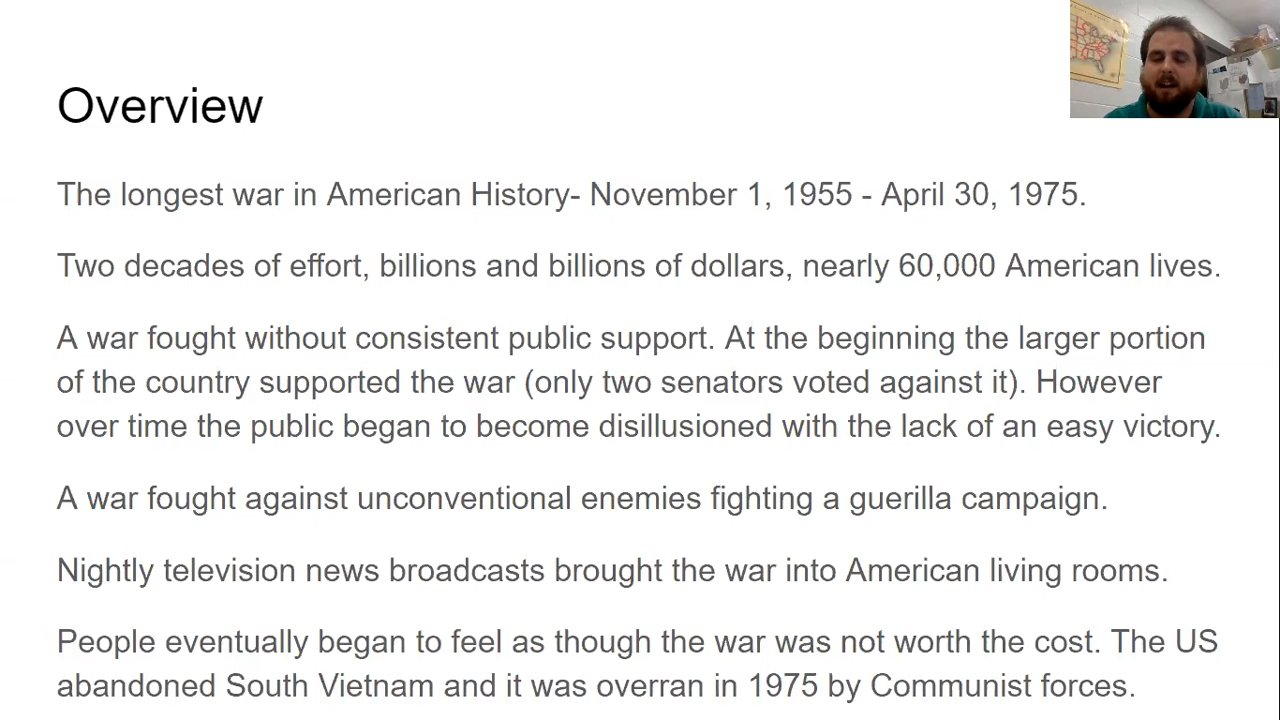 Overview
The longest war in American History- November 1, 1955 - April 30, 1975.
Two decades of effort, billions and billions of dollars, nearly 60,000 American lives.
A war fought without consistent public support. At the beginning the larger portion
of the country supported the war (only two senators voted against it). However
over time the public began to become disillusioned with the lack of an easy victory.
A war fought against unconventional enemies fighting a guerilla campaign.
Nightly television news broadcasts brought the war into American living rooms.
People eventually began to feel as though the war was not worth the cost. The US
abandoned South Vietnam and it was overran in 1975 by Communist forces.